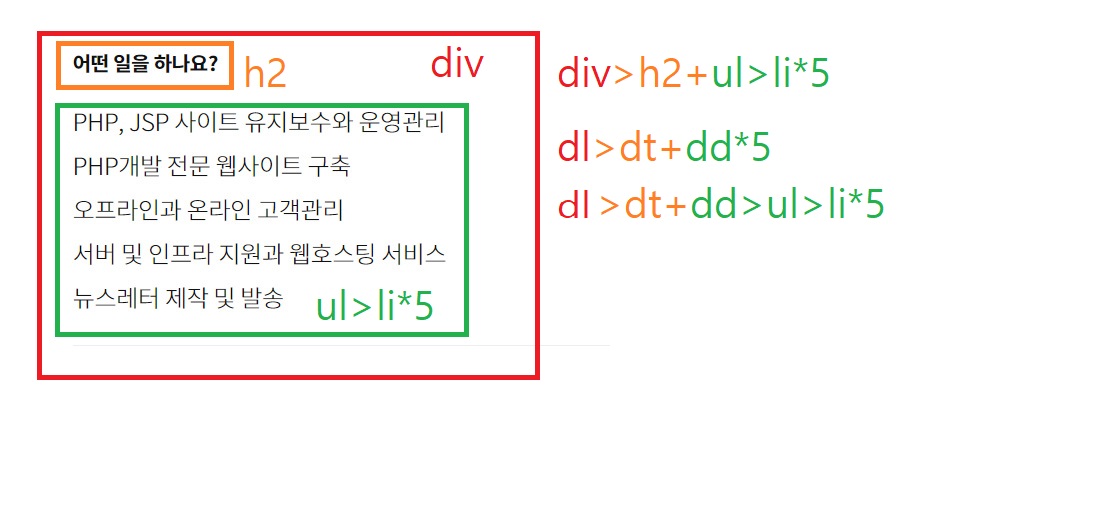 어떤 일을 하나요?
h2
div
PHP, JSP 사이트 유지보수와 운영관리
PHP개발 전문 웹사이트 구축
오프라인과 온라인 고객관리
서버 및 인프라 지원과 웹호스팅 서비스
뉴스레터 제작 및 발송
ul>li*5
div>h2+ul>li*5
dl>dt+dd*5
dl >dt+dd>ul>li*5